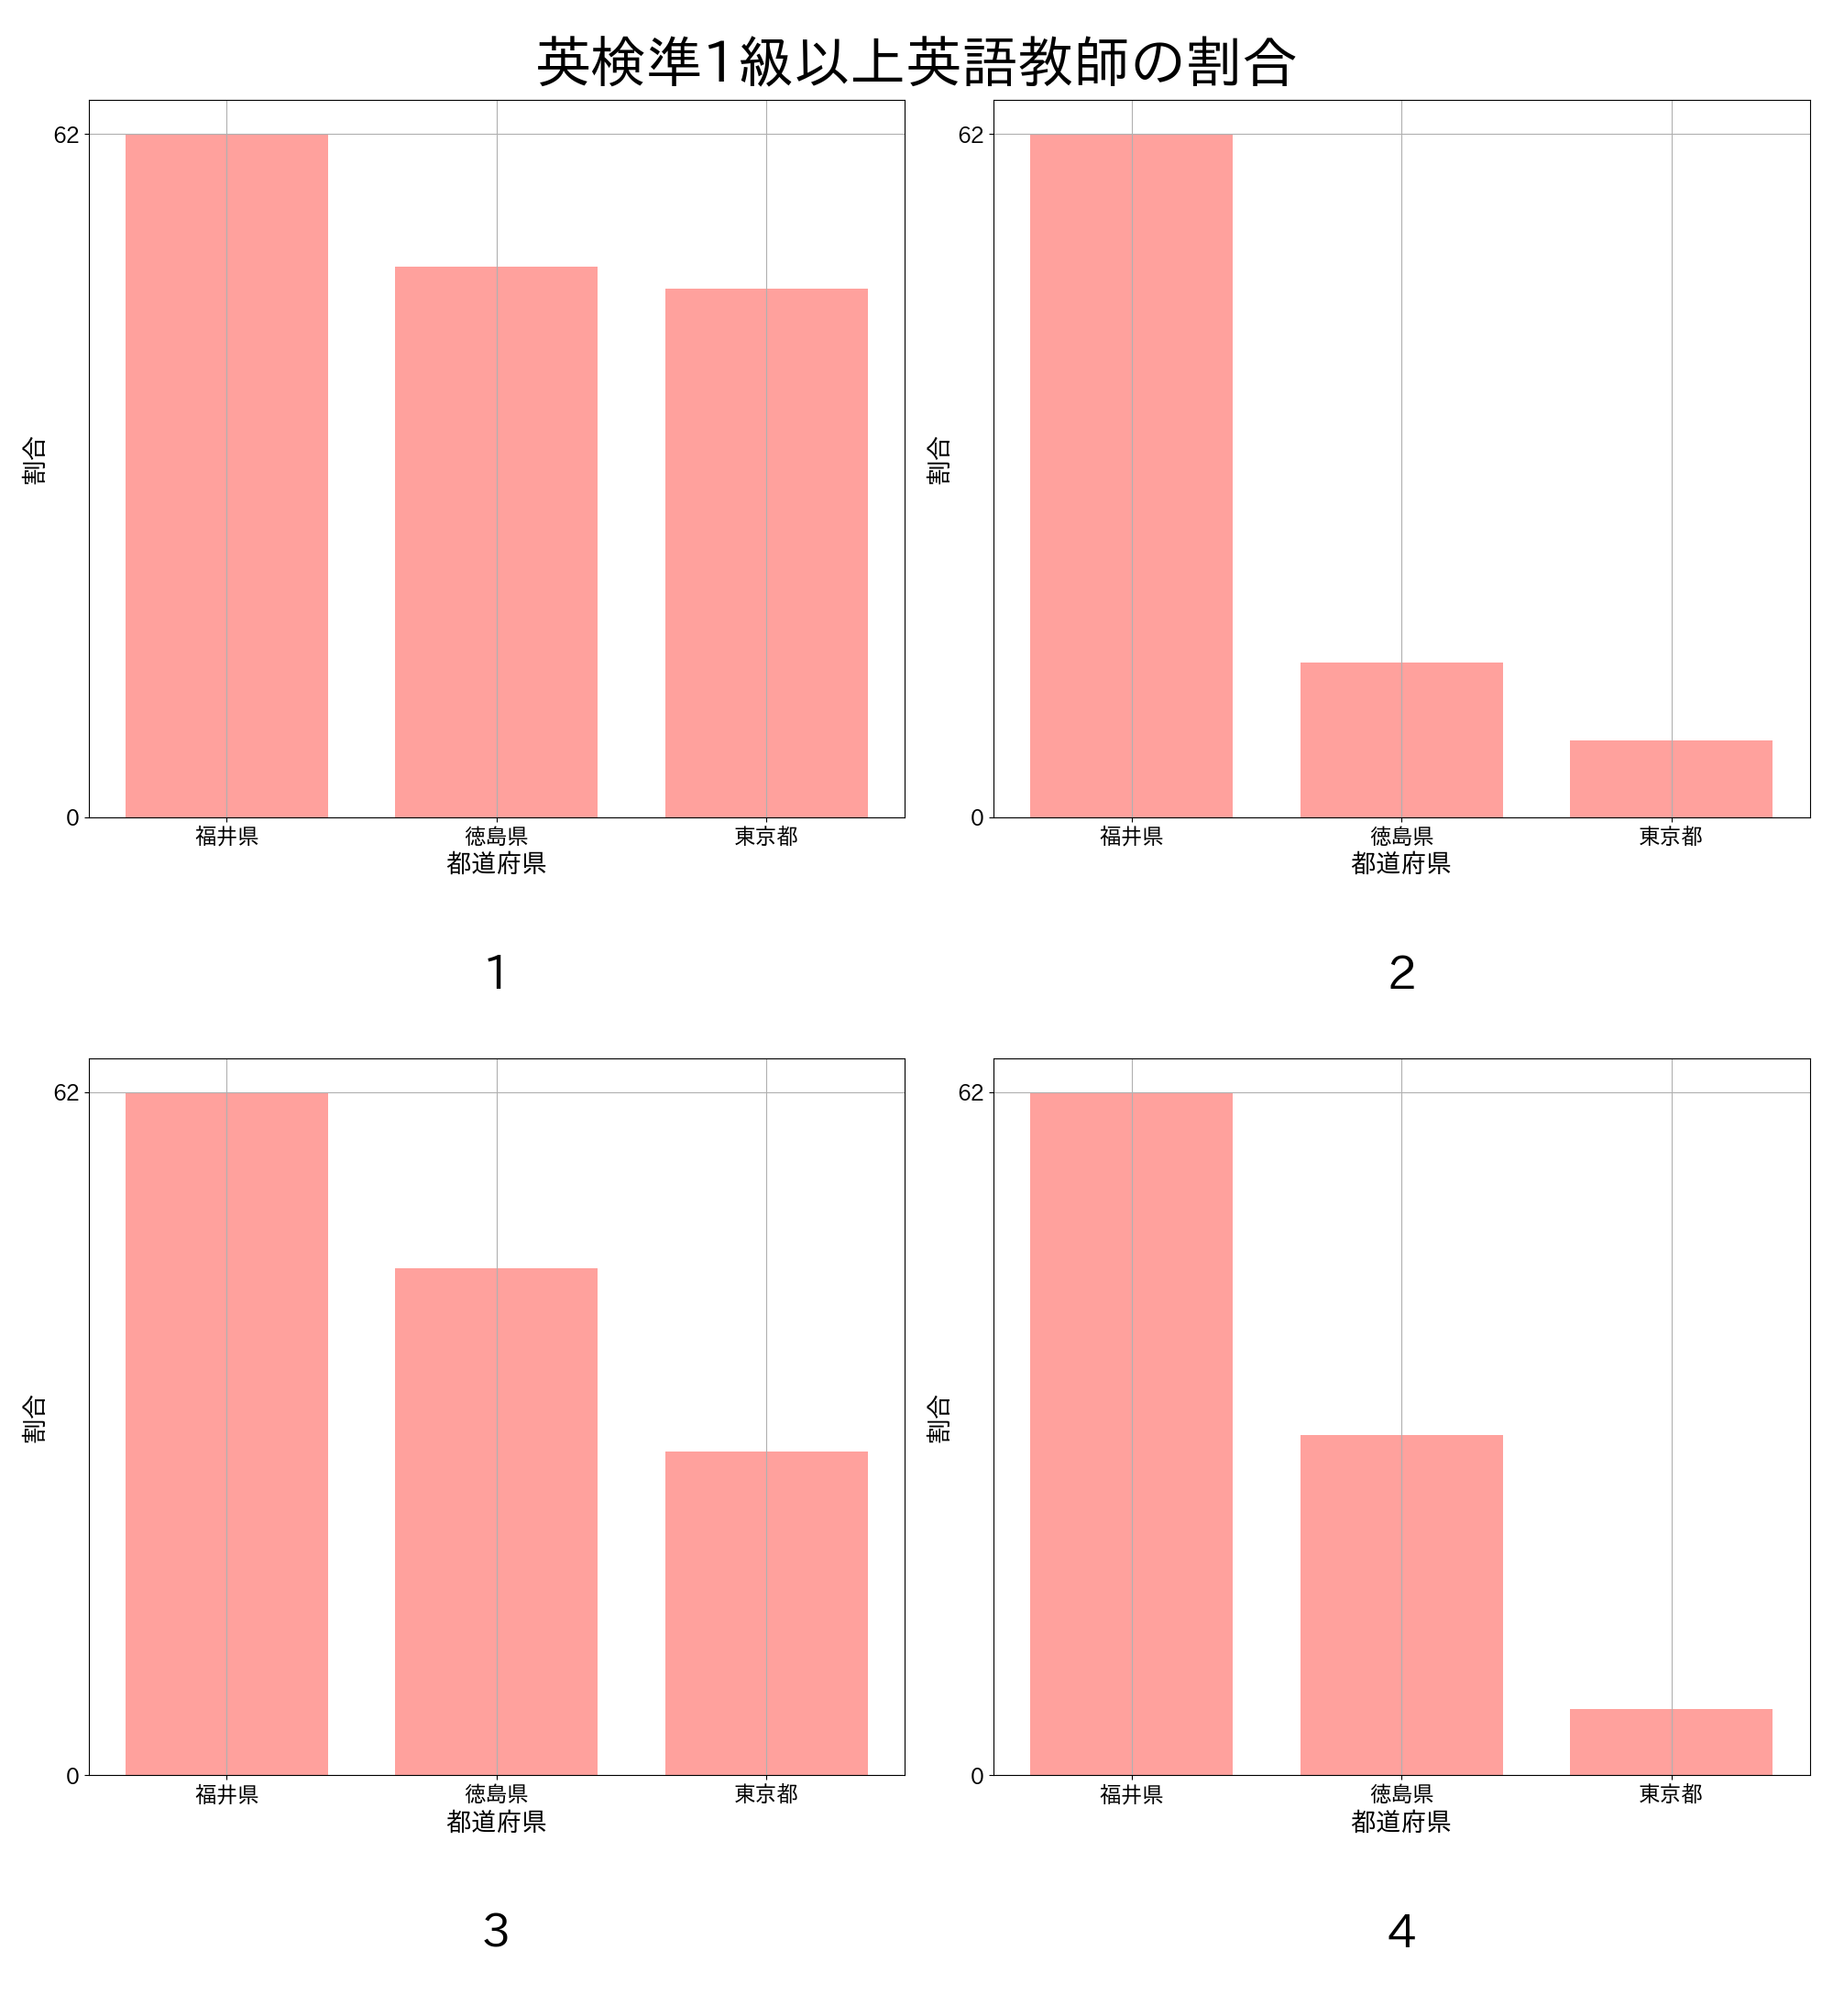 英検準1級以上英語教師の割合
62
0
割合
福井県 徳島県 東京都
都道府県
1
62
0
割合
福井県 徳島県 東京都
都道府県
2
62
0
割合
福井県 徳島県 東京都
都道府県
3
62
0
割合
福井県 徳島県 東京都
都道府県
4